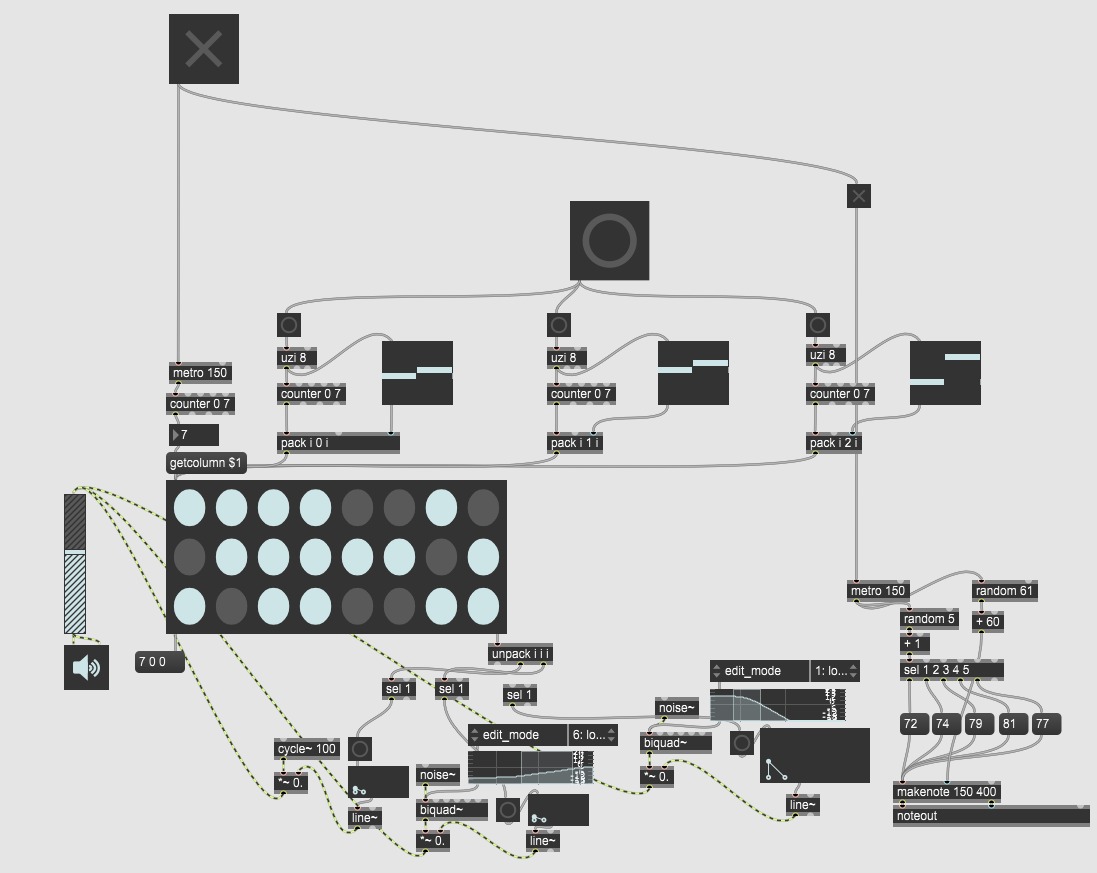 uzi 8
uzi 8
uzi 8
metro 150
counter 0 7
counter 0 7
counter 0 7
counter 0 7
7
pack i 0 i
pack i 1 i
pack i 2 i
getcolumn $1
metro 150
random 61
random 5
+ 60
+ 1
unpack i i i
7 0 0
edit_mode
1: lo...
sel 1 2 3 4 5
sel 1
sel 1
sel 1
noise~
72
74
79
81
77
edit_mode
6: lo...
cycle~ 100
biquad~
noise~
*~ 0.
*~ 0.
makenote 150 400
biquad~
line~
line~
noteout
*~ 0.
line~